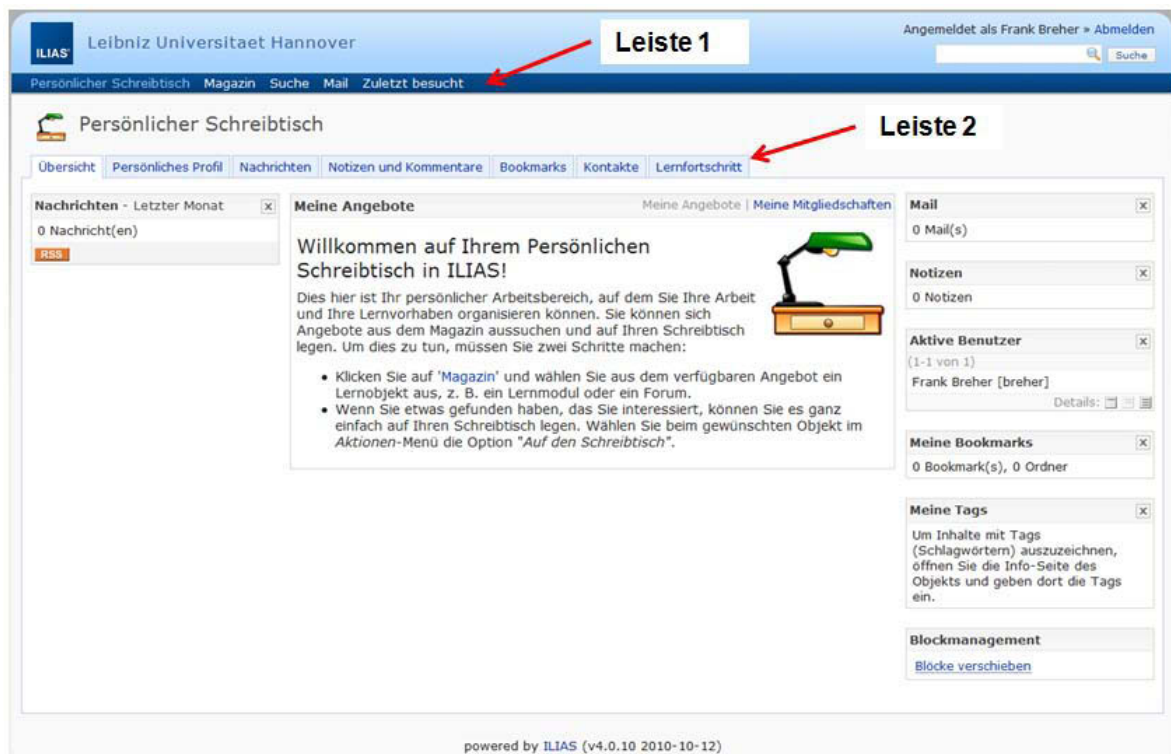 ILIAS
Leibniz Universitaet Hannover
Leiste 1
Angemeldet als Frank Breher » Abmelden
Suche
Persönlicher Schreibtisch Magazin Suche Mail Zuletzt besucht
Persönlicher Schreibtisch
Leiste 2
Übersicht Persönliches Profil Nachrichten Notizen und Kommentare Bookmarks Kontakte Lernfortschritt
Nachrichten - Letzter Monat
0 Nachricht(en)
RSS
Meine Angebote Meine Angebote | Meine Mitgliedschaften
Willkommen auf Ihrem Persönlichen
Schreibtisch in ILIAS!
Dies hier ist Ihr persönlicher Arbeitsbereich, auf dem Sie Ihre Arbeit
und Ihre Lernvorhaben organisieren können. Sie können sich
Angebote aus dem Magazin aussuchen und auf Ihren Schreibtisch
legen. Um dies zu tun, müssen Sie zwei Schritte machen:
• Klicken Sie auf 'Magazin' und wählen Sie aus dem verfügbaren Angebot ein
Lernobjekt aus, z. B. ein Lernmodul oder ein Forum.
• Wenn Sie etwas gefunden haben, das Sie interessiert, können Sie es ganz
einfach auf Ihren Schreibtisch legen. Wählen Sie beim gewünschten Objekt im
Aktionen-Menü die Option "Auf den Schreibtisch".
Mail
0 Mail(s)
Notizen
0 Notizen
Aktive Benutzer
(1-1 von 1)
Frank Breher [breher]
Details:
Meine Bookmarks
0 Bookmark(s), 0 Ordner
Meine Tags
Um Inhalte mit Tags
(Schlagwörtern) auszuzeichnen,
öffnen Sie die Info-Seite des
Objekts und geben dort die Tags
ein.
Blockmanagement
Blöcke verschieben
powered by ILIAS (v4.0.10 2010-10-12)